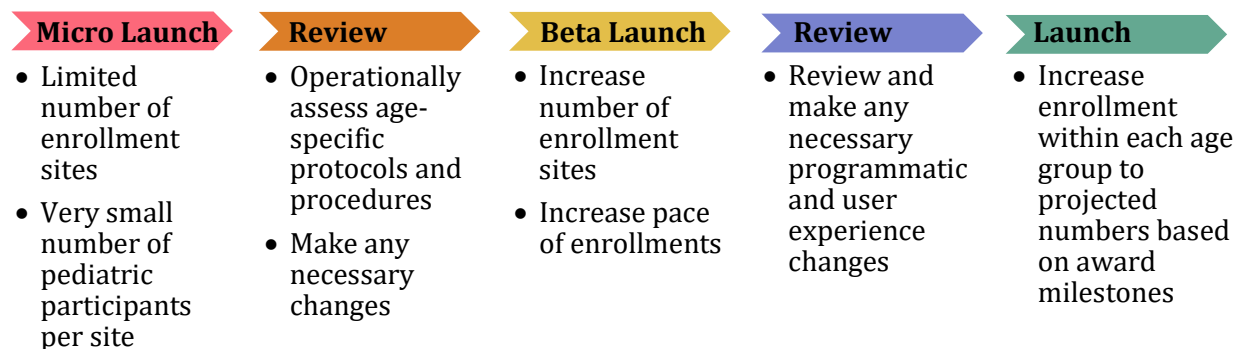 Micro Launch
• Limited
number of
enrollment
sites
• Very small
number of
pediatric
participants
per site
Review
• Operationally
assess age-
specific
protocols and
procedures
• Make any
necessary
changes
Beta Launch
• Increase
number of
enrollment
sites
• Increase pace
of enrollments
Review
• Review and
make any
necessary
programmatic
and user
experience
changes
Launch
• Increase
enrollment
within each age
group to
projected
numbers based
on award
milestones